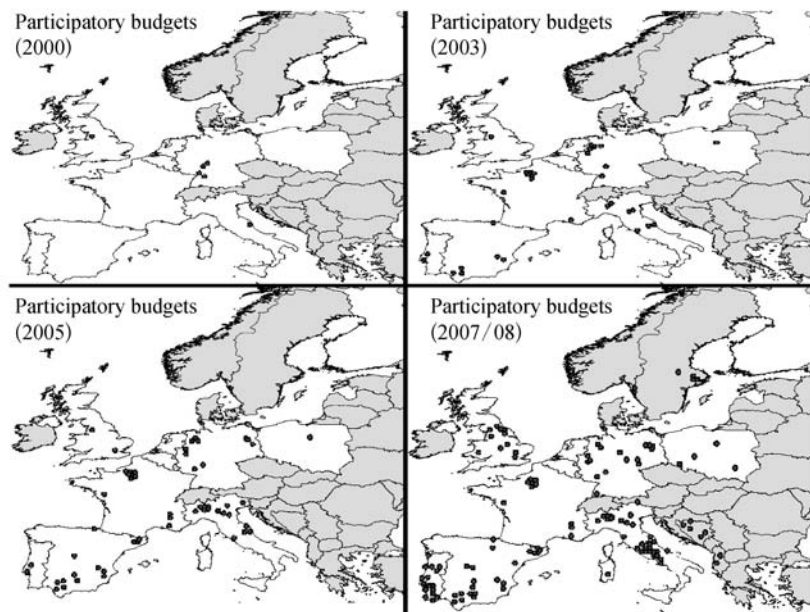 Participatory budgets
(2000)
Participatory budgets
(2003)
Participatory budgets
(2005)
Participatory budgets
(2007/08)